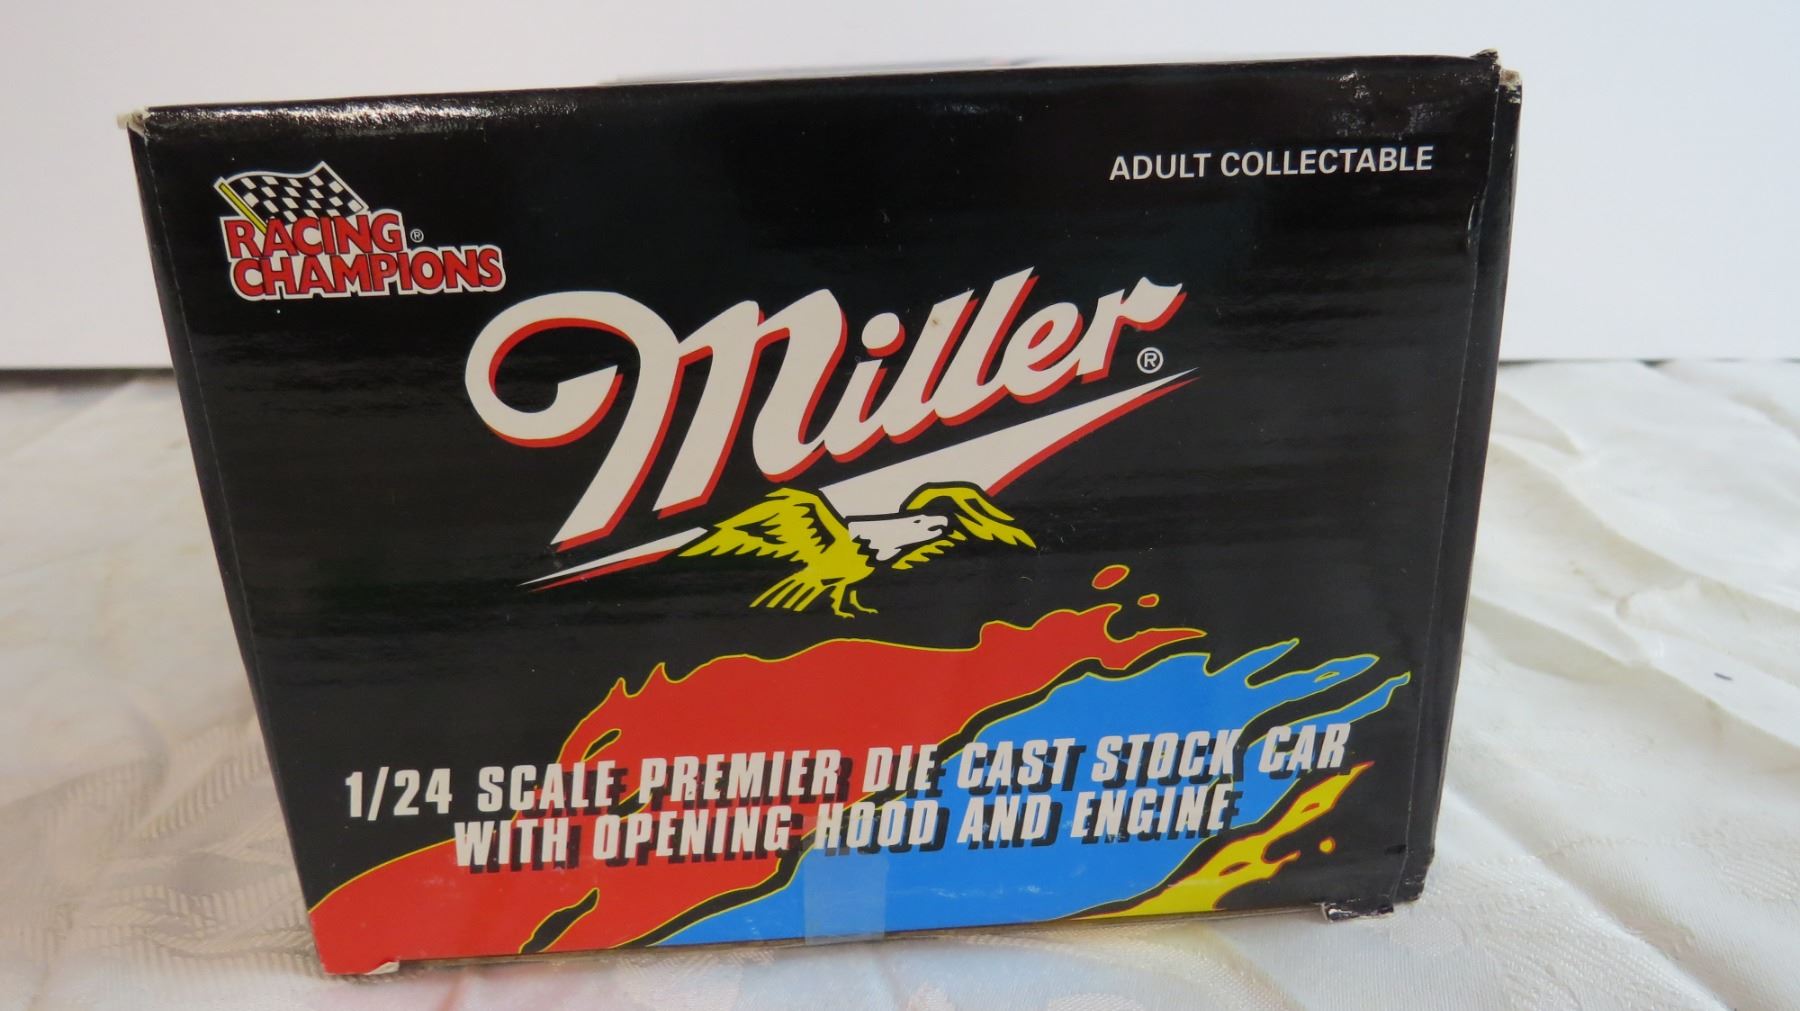 RACING®
CHAMPIONS
ADULT COLLECTABLE
Miller®
1/24 SCALE PREMIER DIE CAST STOCK CAR
WITH OPENING HOOD AND ENGINE